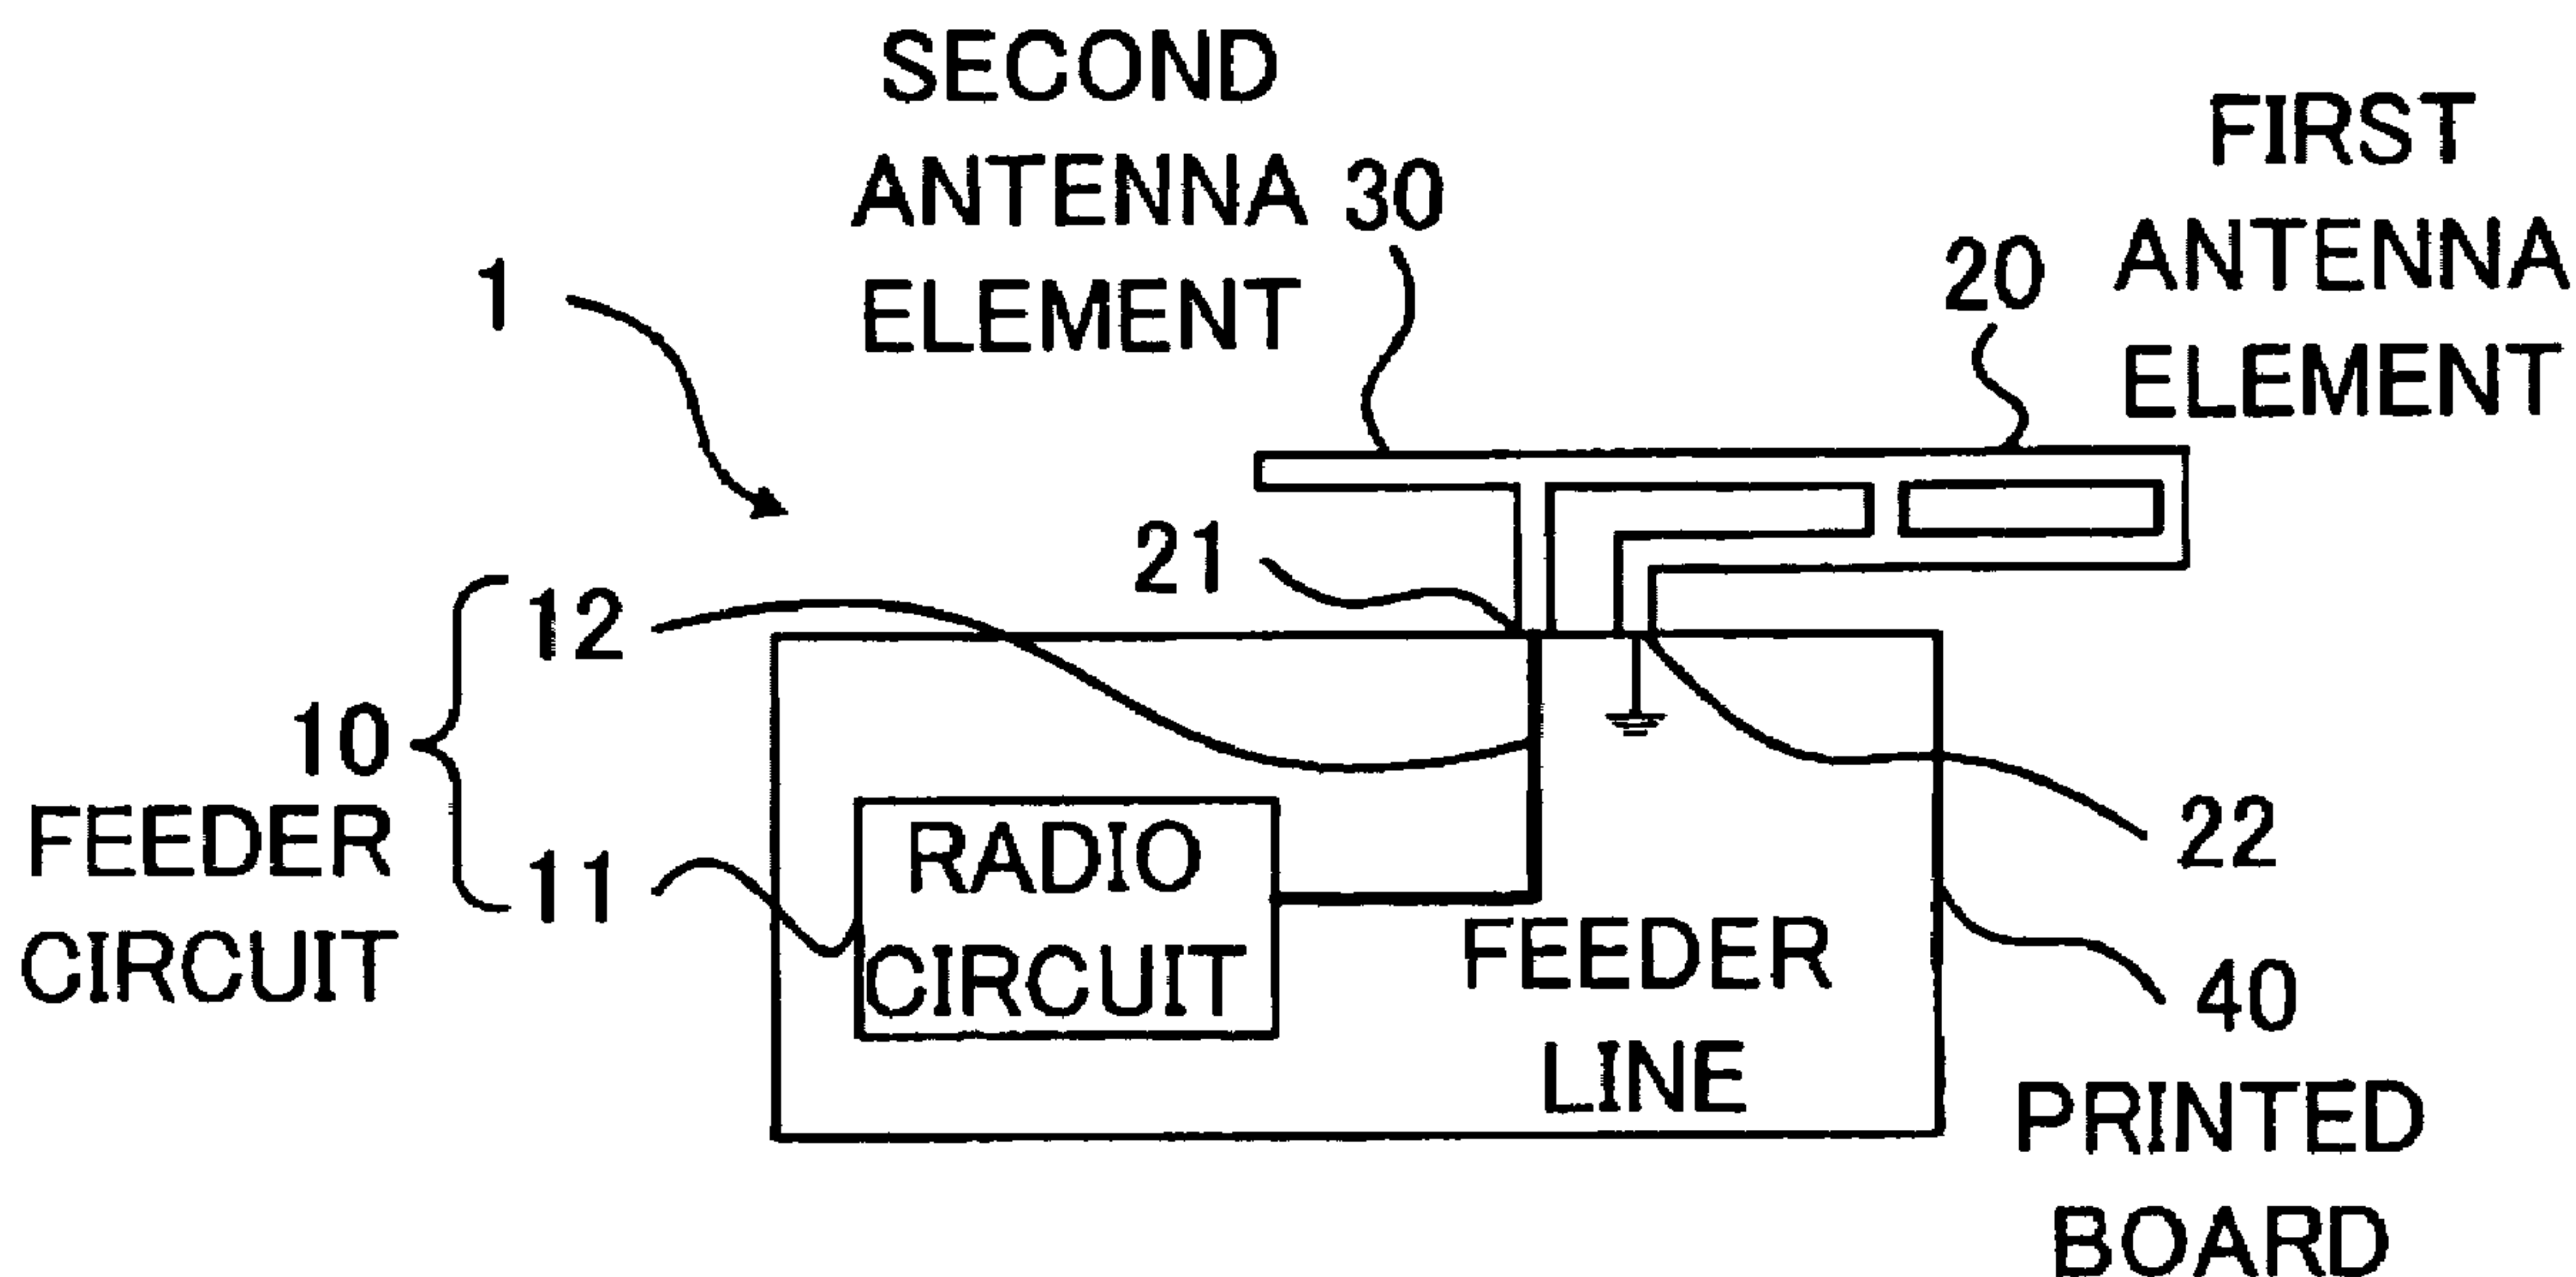 SECOND
ANTENNA 30
ELEMENT
FIRST
20 ANTENNA
ELEMENT
1
21
12
10
FEEDER
CIRCUIT
11
RADIO
CIRCUIT
FEEDER
LINE
22
40
PRINTED
BOARD